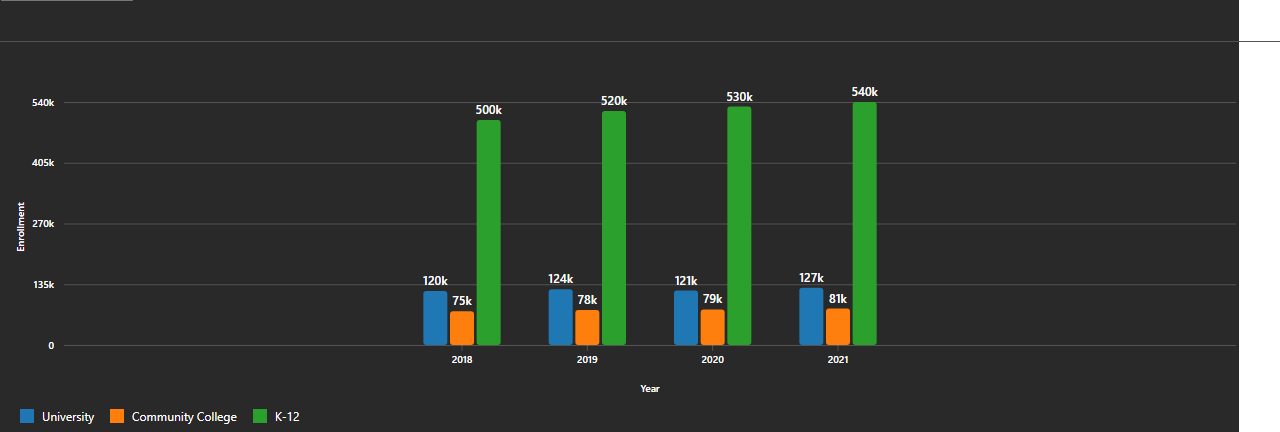 540k
405k
270k
135k
0
Enrollment
120k 75k 500k
124k 78k 520k
121k 79k 530k
127k 81k 540k
2018 2019 2020 2021
Year
University Community College K-12